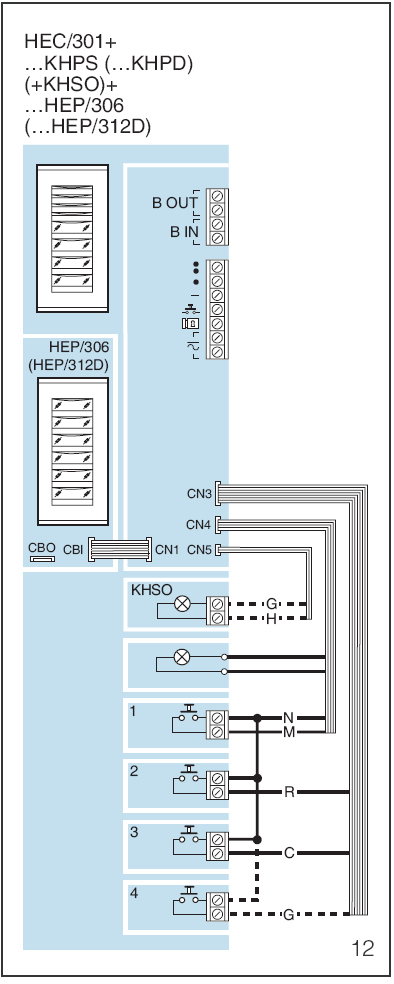 HEC/301+
...KHPS (...KHPD)
(+KHSO)+
...HEP/306
(...HEP/312D)
B OUT
B IN
HEP/306
(HEP/312D)
CN3
CN4
CBO CBI CN1 CN5
KHSO
G
H
1
N
M
2
R
3
C
4
G
12